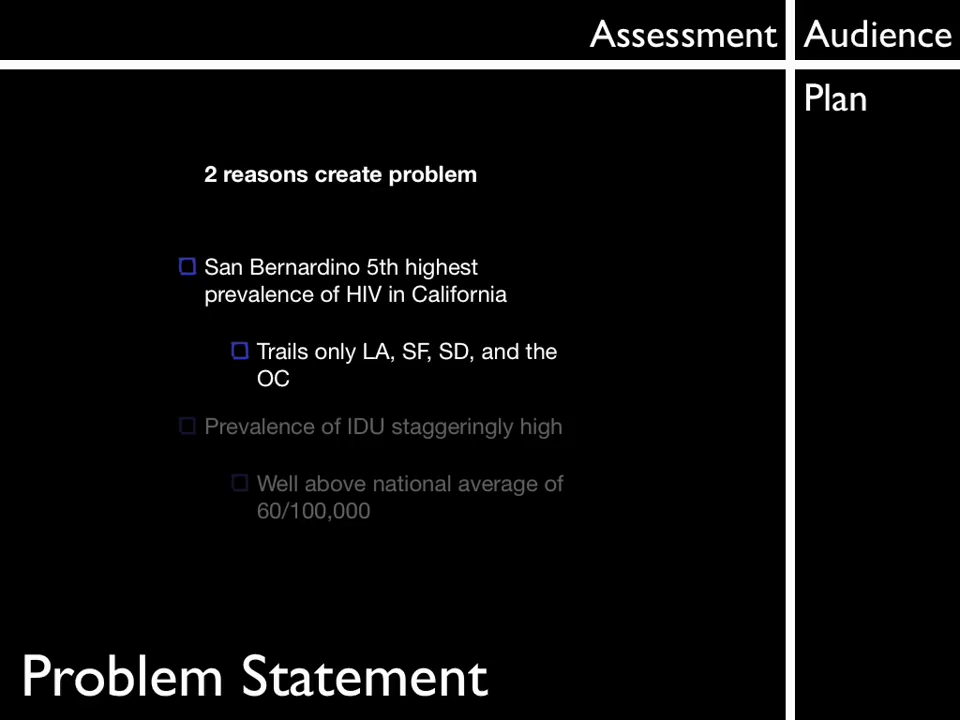 Assessment
Audience
Plan
2 reasons create problem
San Bernardino 5th highest
prevalence of HIV in California
Trails only LA, SF, SD, and the
OC
Prevalence of IDU staggeringly high
Well above national average of
60/100,000
Problem Statement